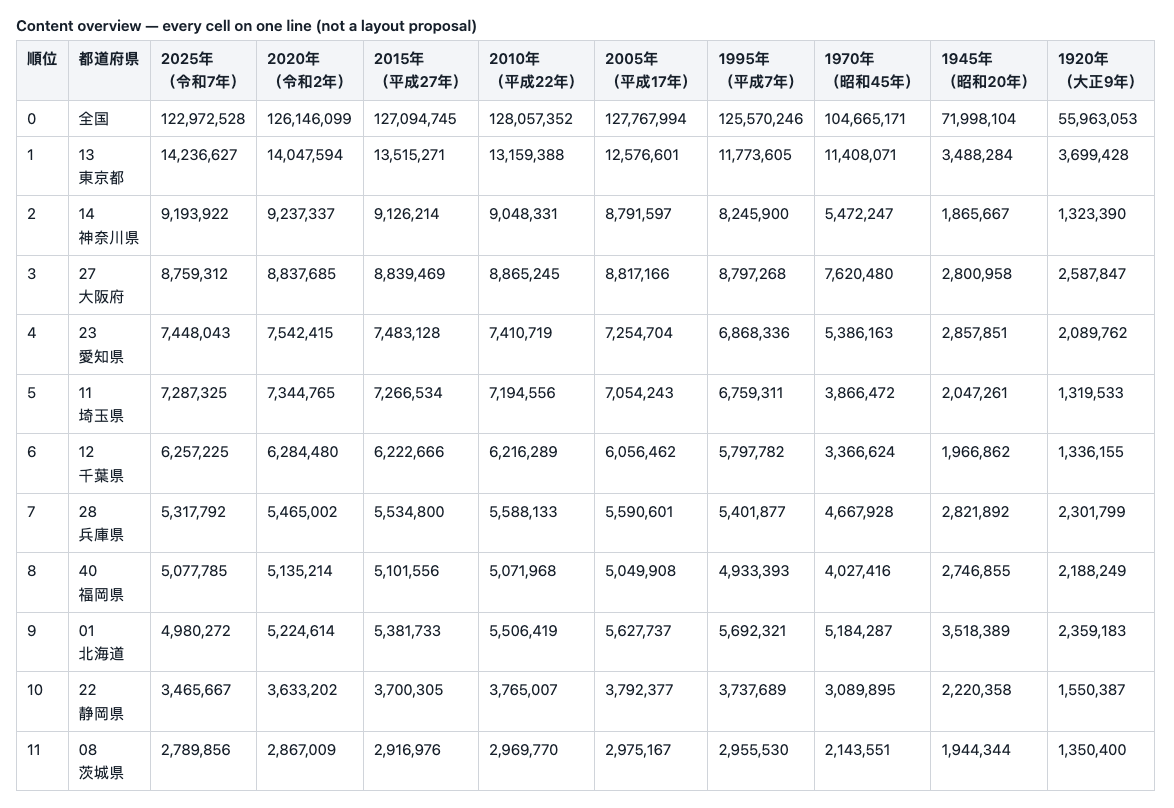 Content overview — every cell on one line (not a layout proposal)
順位 都道府県 2025年 2020年 2015年 2010年 2005年 1995年 1970年 1945年 1920年
（令和7年） （令和2年） （平成27年） （平成22年） （平成17年） （平成7年） （昭和45年） （昭和20年） （大正9年）
0 全国 122,972,528 126,146,099 127,094,745 128,057,352 127,767,994 125,570,246 104,665,171 71,998,104 55,963,053
1 13 14,236,627 14,047,594 13,515,271 13,159,388 12,576,601 11,773,605 11,408,071 3,488,284 3,699,428
東京都
2 14 9,193,922 9,237,337 9,126,214 9,048,331 8,791,597 8,245,900 5,472,247 1,865,667 1,323,390
神奈川県
3 27 8,759,312 8,837,685 8,839,469 8,865,245 8,817,166 8,797,268 7,620,480 2,800,958 2,587,847
大阪府
4 23 7,448,043 7,542,415 7,483,128 7,410,719 7,254,704 6,868,336 5,386,163 2,857,851 2,089,762
愛知県
5 11 7,287,325 7,344,765 7,266,534 7,194,556 7,054,243 6,759,311 3,866,472 2,047,261 1,319,533
埼玉県
6 12 6,257,225 6,284,480 6,222,666 6,216,289 6,056,462 5,797,782 3,366,624 1,966,862 1,336,155
千葉県
7 28 5,317,792 5,465,002 5,534,800 5,588,133 5,590,601 5,401,877 4,667,928 2,821,892 2,301,799
兵庫県
8 40 5,077,785 5,135,214 5,101,556 5,071,968 5,049,908 4,933,393 4,027,416 2,746,855 2,188,249
福岡県
9 01 4,980,272 5,224,614 5,381,733 5,506,419 5,627,737 5,692,321 5,184,287 3,518,389 2,359,183
北海道
10 22 3,465,667 3,633,202 3,700,305 3,765,007 3,792,377 3,737,689 3,089,895 2,220,358 1,550,387
静岡県
11 08 2,789,856 2,867,009 2,916,976 2,969,770 2,975,167 2,955,530 2,143,551 1,944,344 1,350,400
茨城県